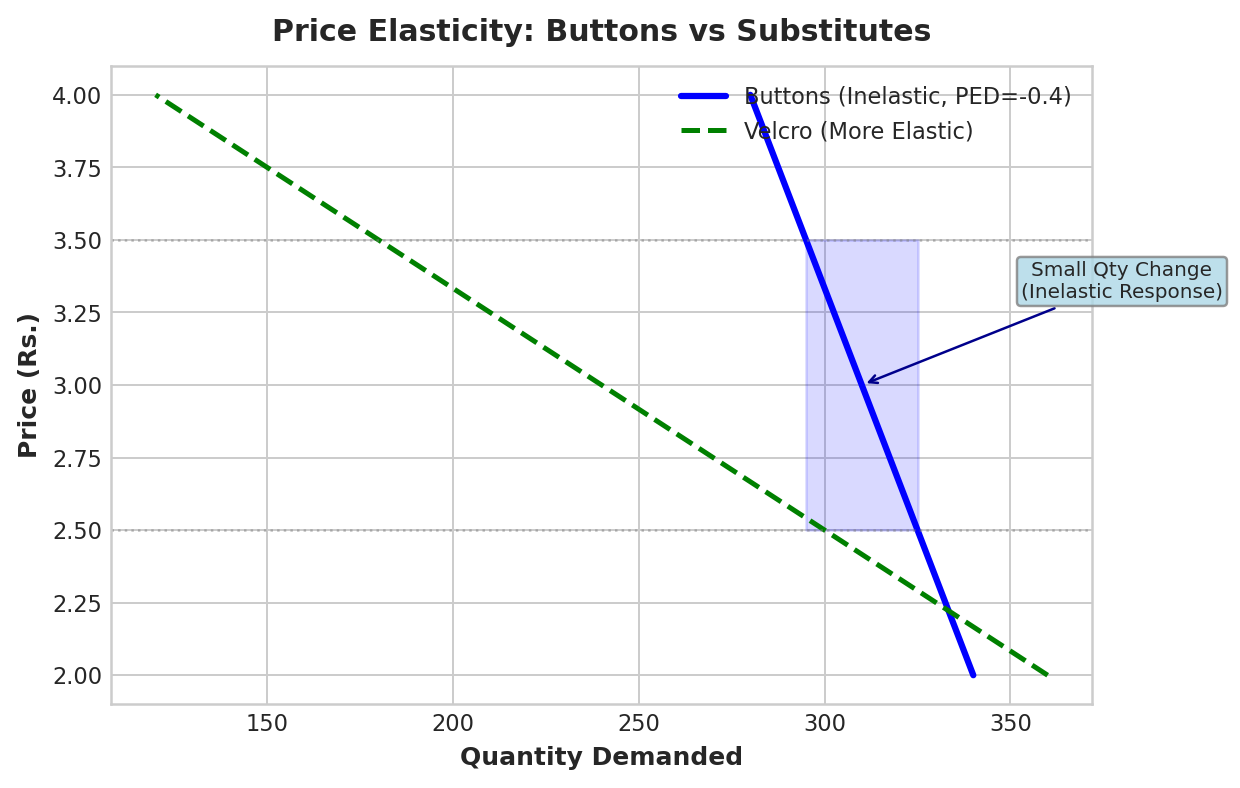 Price Elasticity: Buttons vs Substitutes
Buttons (Inelastic, PED=-0.4)
Velcro (More Elastic)
Small Qty Change
(Inelastic Response)
Price (Rs.)
4.00
3.75
3.50
3.25
3.00
2.75
2.50
2.25
2.00
150 200 250 300 350
Quantity Demanded